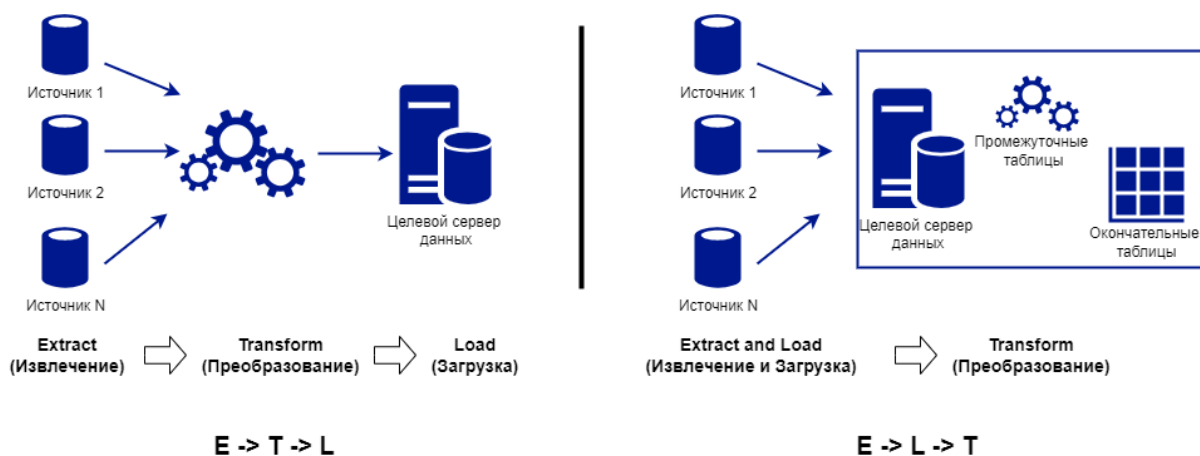 Источник 1
Источник 2
Источник N
Целевой сервер
данных
Extract
(Извлечение)
Transform
(Преобразование)
Load
(Загрузка)
E -> T -> L
Источник 1
Источник 2
Источник N
Целевой сервер
данных
Промежуточные
таблицы
Окончательные
таблицы
Extract and Load
(Извлечение и Загрузка)
Transform
(Преобразование)
E -> L -> T